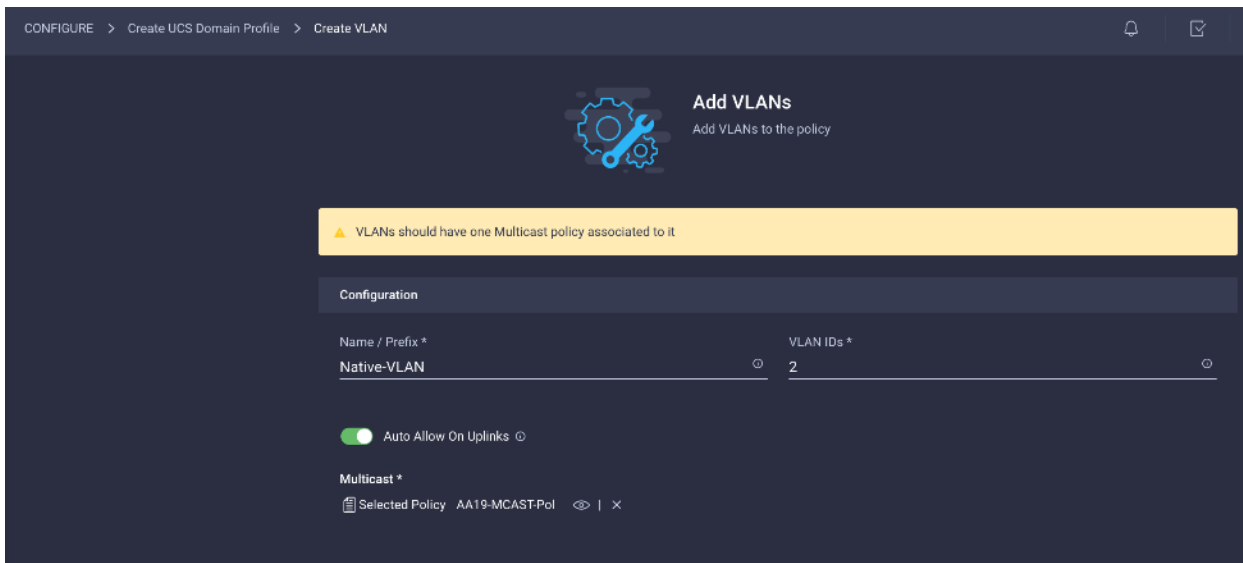 CONFIGURE > Create UCS Domain Profile > Create VLAN
Add VLANs
Add VLANs to the policy
VLANs should have one Multicast policy associated to it
Configuration
Name / Prefix * VLAN IDs *
Native-VLAN 2
Auto Allow On Uplinks
Multicast *
Selected Policy AA19-MCAST-Pol | ×